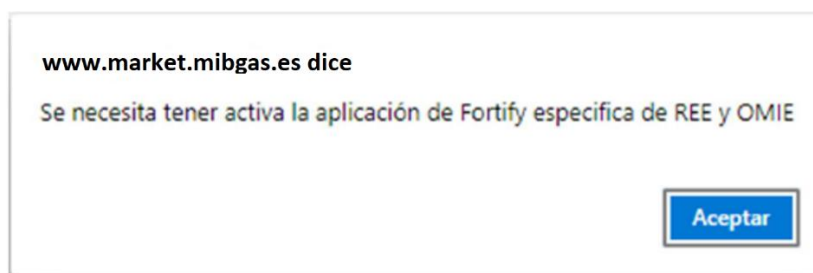 www.market.mibgas.es dice
Se necesita tener activa la aplicación de Fortify especifica de REE y OMIE
Aceptar